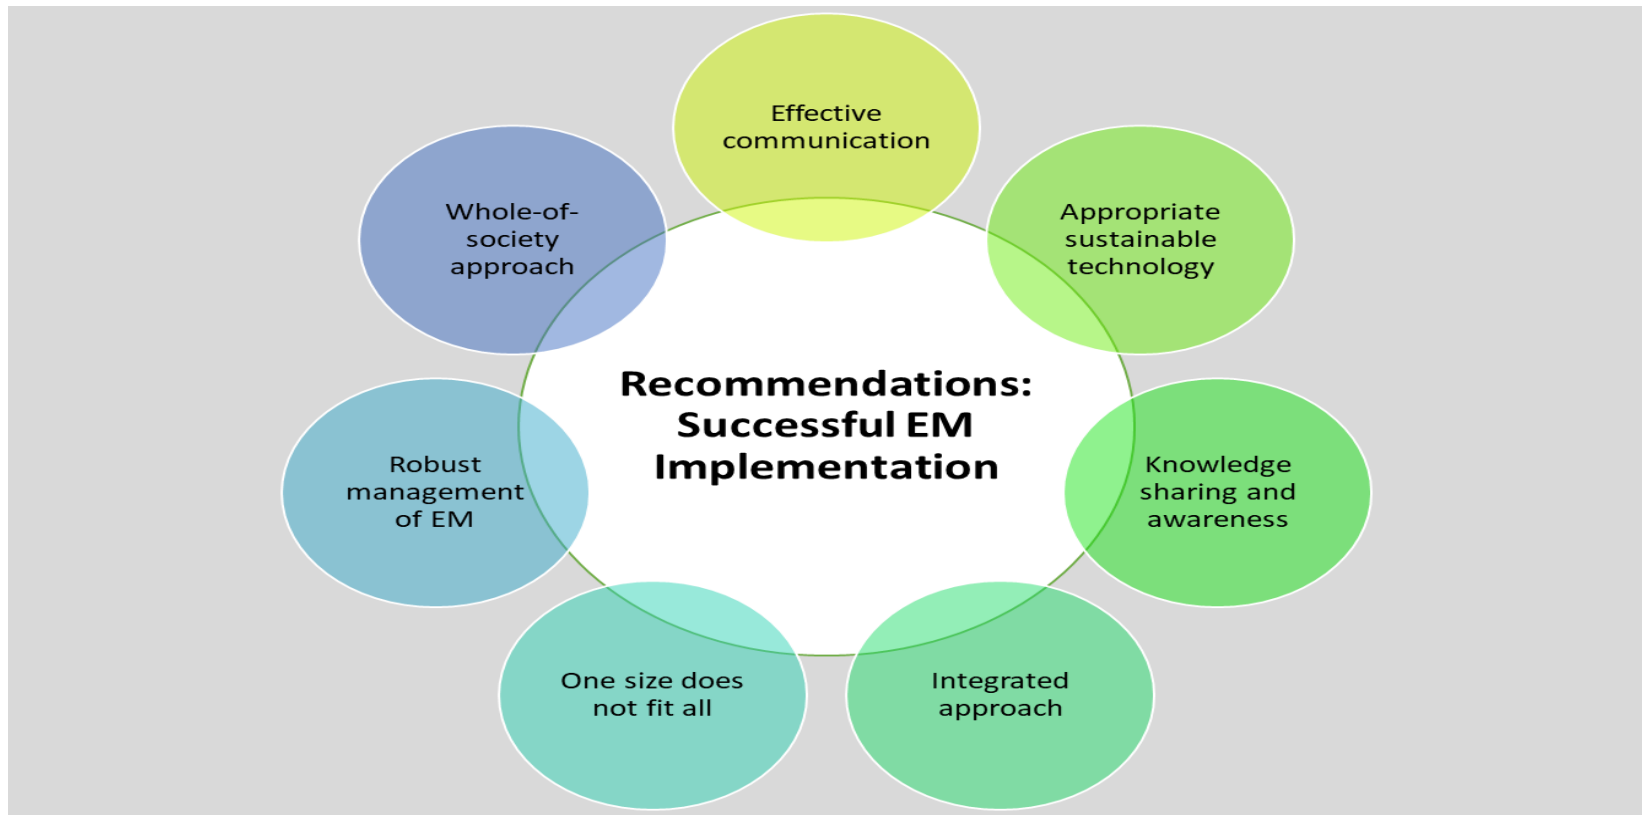 Effective
communication
Appropriate
sustainable
technology
Knowledge
sharing and
awareness
Integrated
approach
One size does
not fit all
Robust
management
of EM
Whole-of-
society
approach
Recommendations:
Successful EM
Implementation